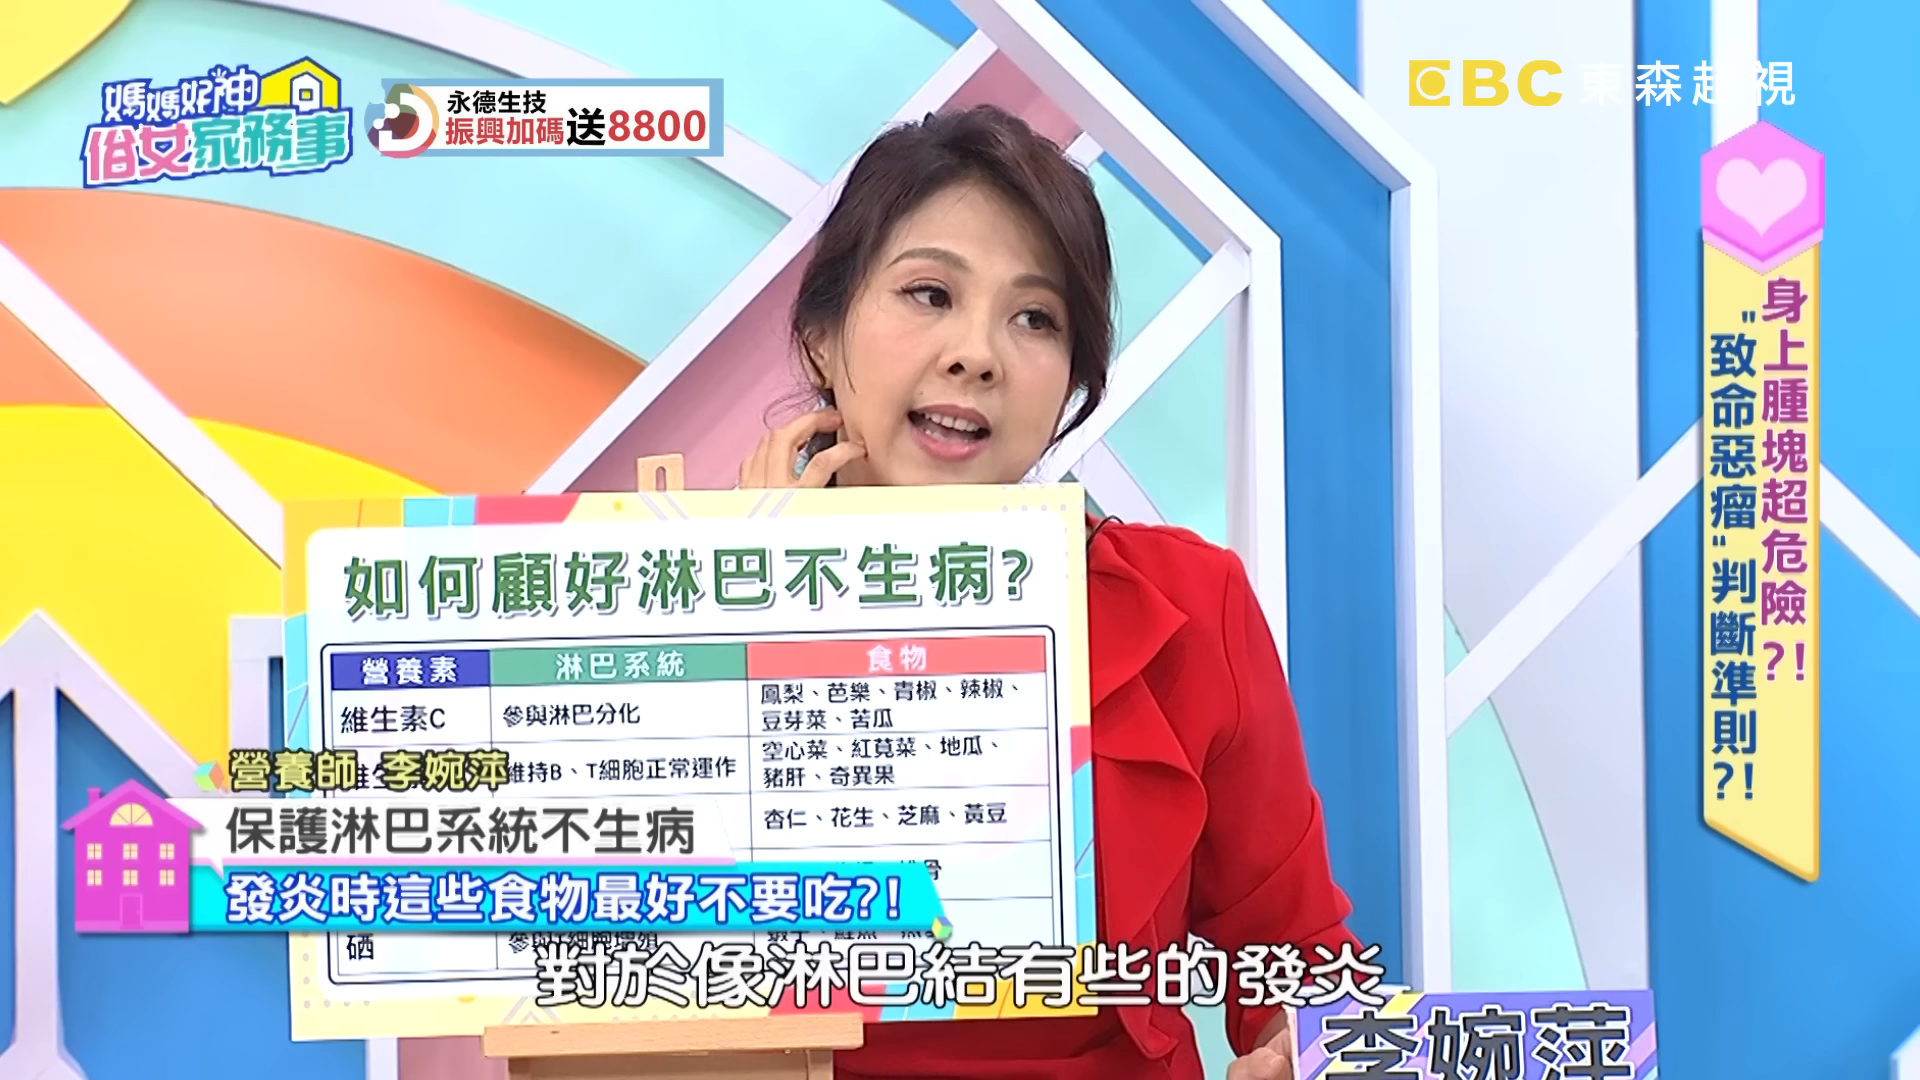 媽媽好神
俗女家務事
永德生技
振興加碼送8800
EBC 東森超視
身上腫塊超危險?!
"致命惡瘤"判斷準則?!
如何顧好淋巴不生病?
營養素 淋巴系統 食物
維生素C 參與淋巴分化 鳳梨、芭樂、青椒、辣椒、
豆芽菜、苦瓜
維持B、T細胞正常運作 空心菜、紅莧菜、地瓜、
豬肝、奇異果
杏仁、花生、芝麻、黃豆
硒
營養師 李婉萍
保護淋巴系統不生病
發炎時這些食物最好不要吃?!
對於像淋巴結有些的發炎
李婉萍